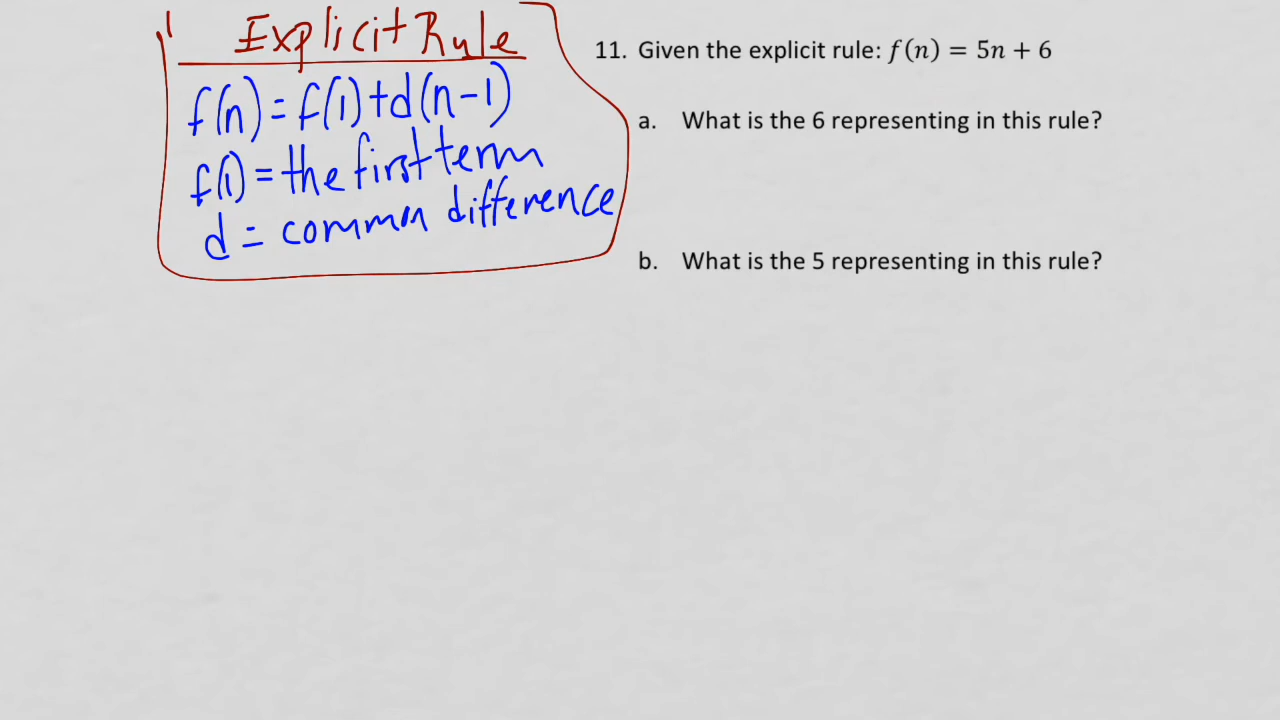 Explicit Rule
f(n) = f(1) + d(n-1)
f(1) = the first term
d = common difference
11. Given the explicit rule: f(n) = 5n + 6
a. What is the 6 representing in this rule?
b. What is the 5 representing in this rule?